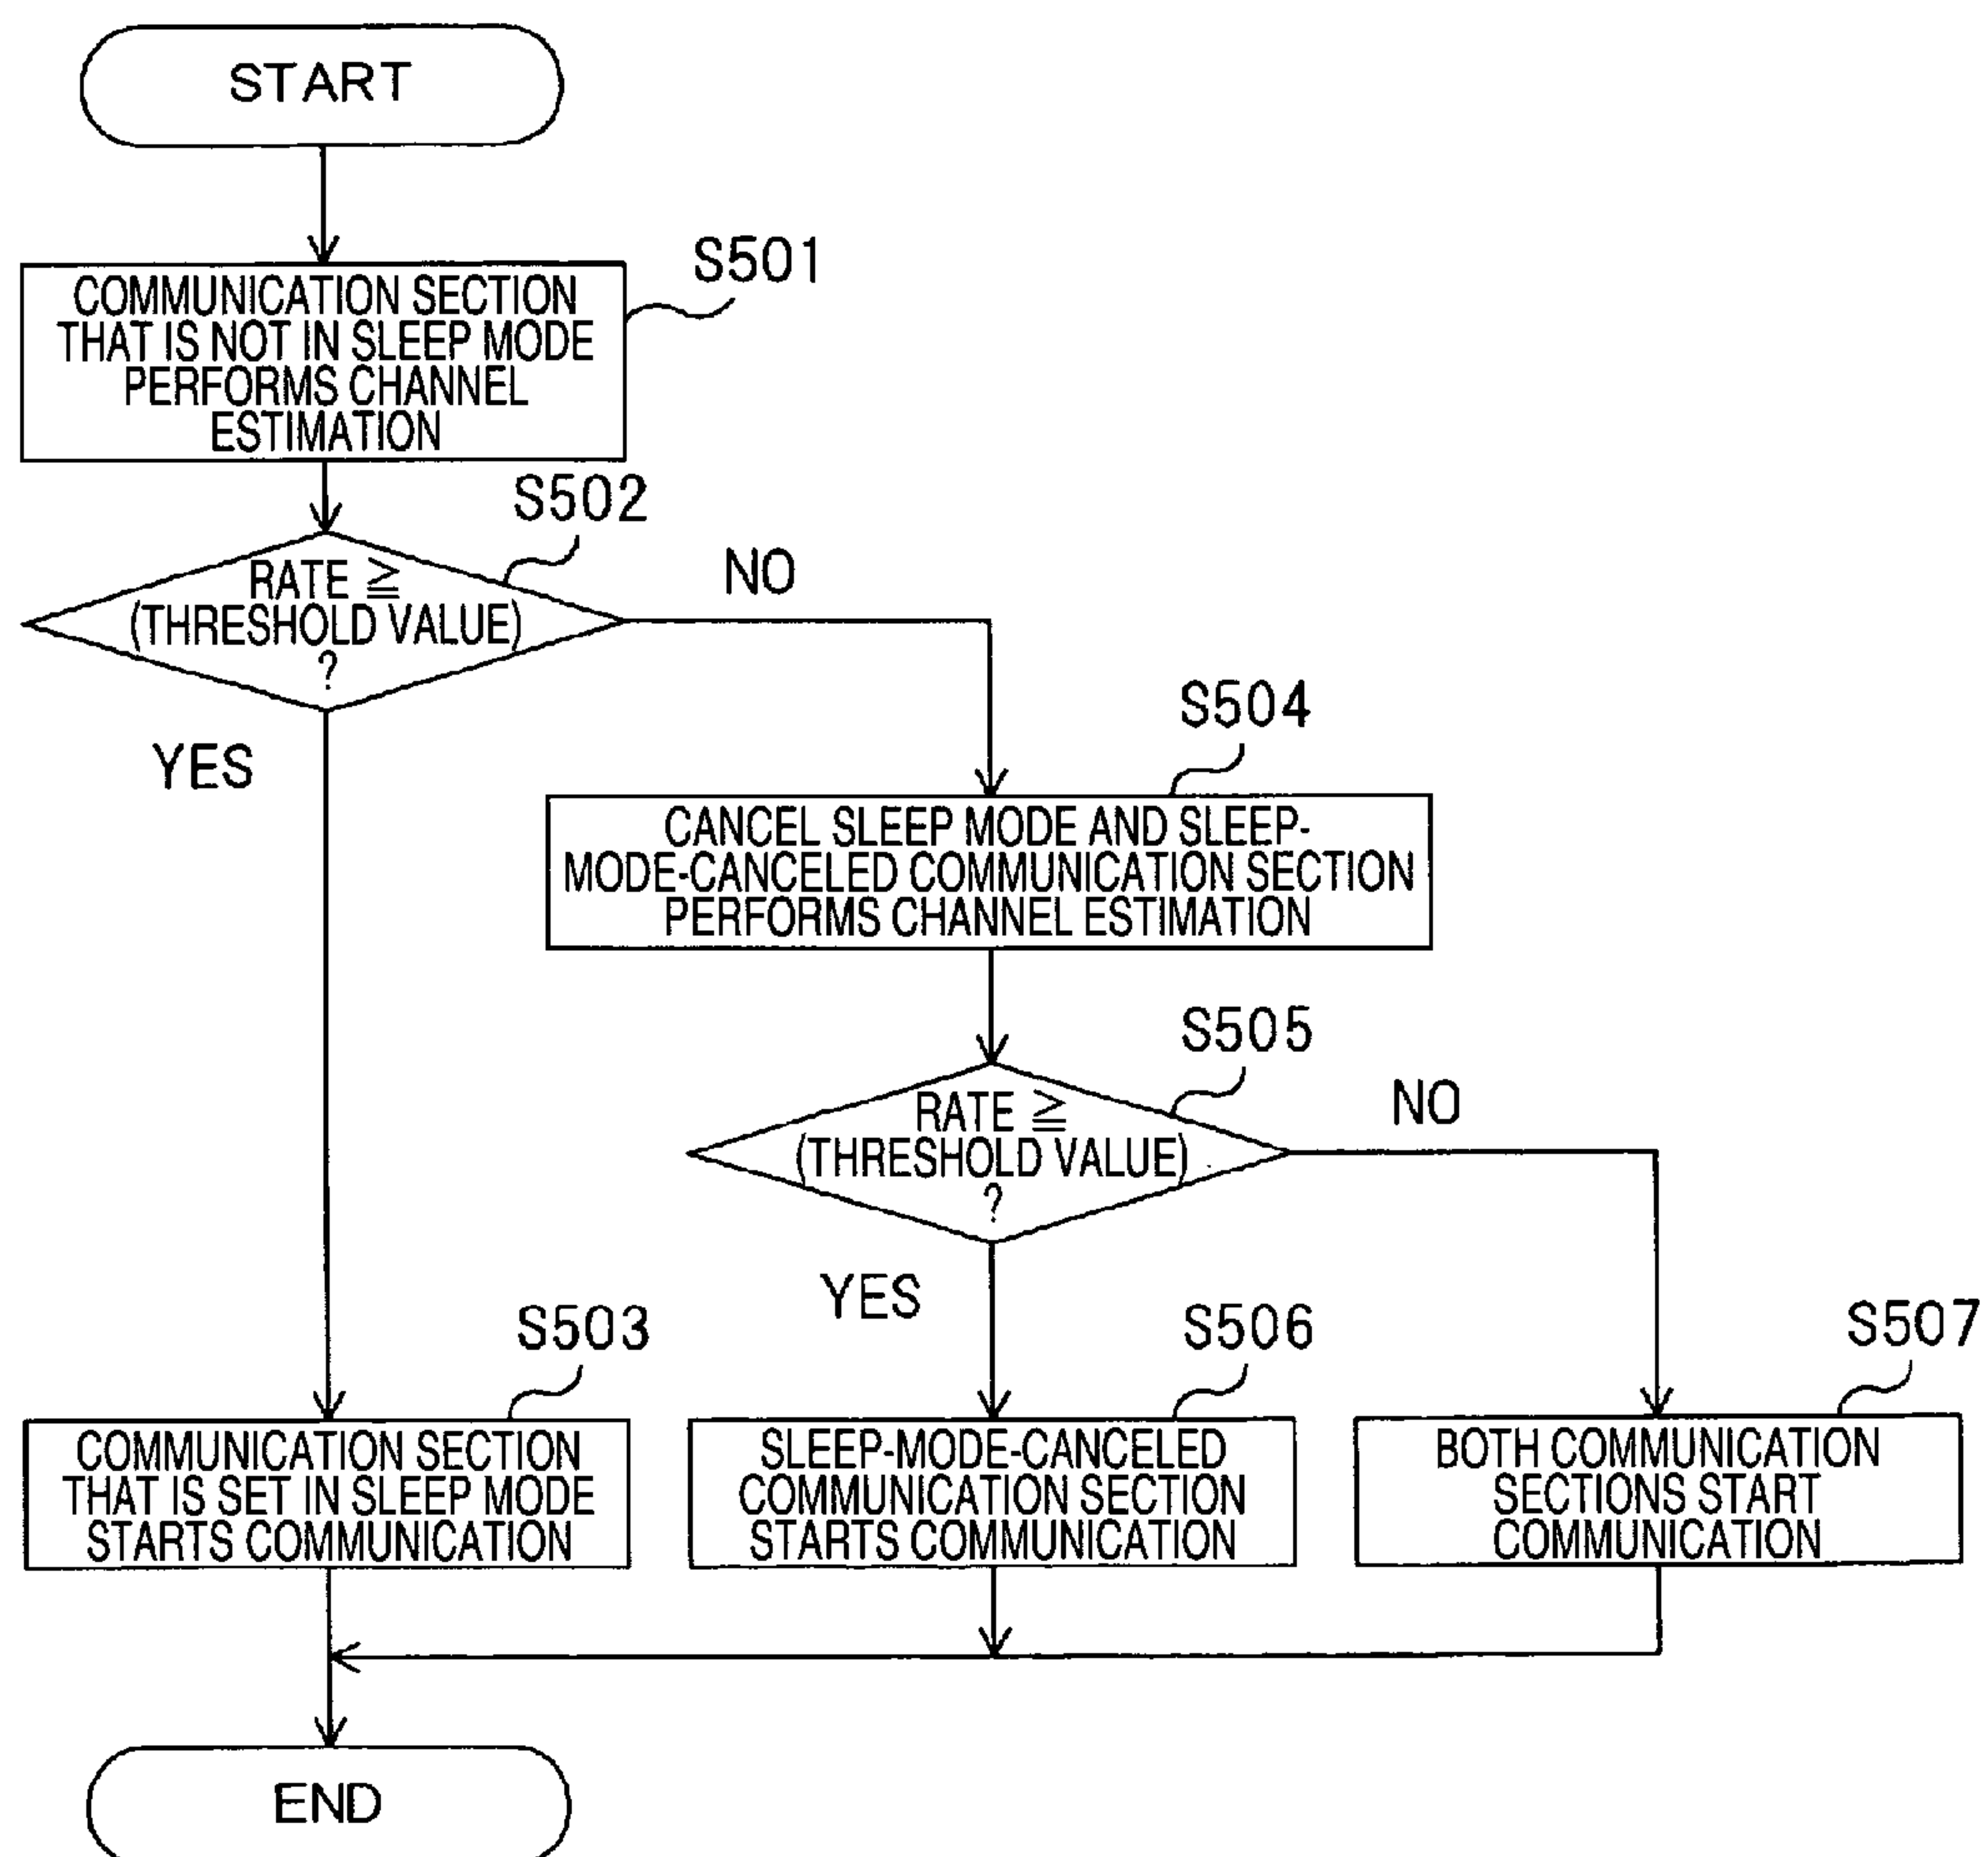 START
S501
COMMUNICATION SECTION
THAT IS NOT IN SLEEP MODE
PERFORMS CHANNEL
ESTIMATION
S502
RATE ≧
(THRESHOLD VALUE)
?
NO
YES
S504
CANCEL SLEEP MODE AND SLEEP-
MODE-CANCELED COMMUNICATION SECTION
PERFORMS CHANNEL ESTIMATION
S505
RATE ≧
(THRESHOLD VALUE)
?
NO
YES
S503
COMMUNICATION SECTION
THAT IS SET IN SLEEP MODE
STARTS COMMUNICATION
S506
SLEEP-MODE-CANCELED
COMMUNICATION SECTION
STARTS COMMUNICATION
S507
BOTH COMMUNICATION
SECTIONS START
COMMUNICATION
END